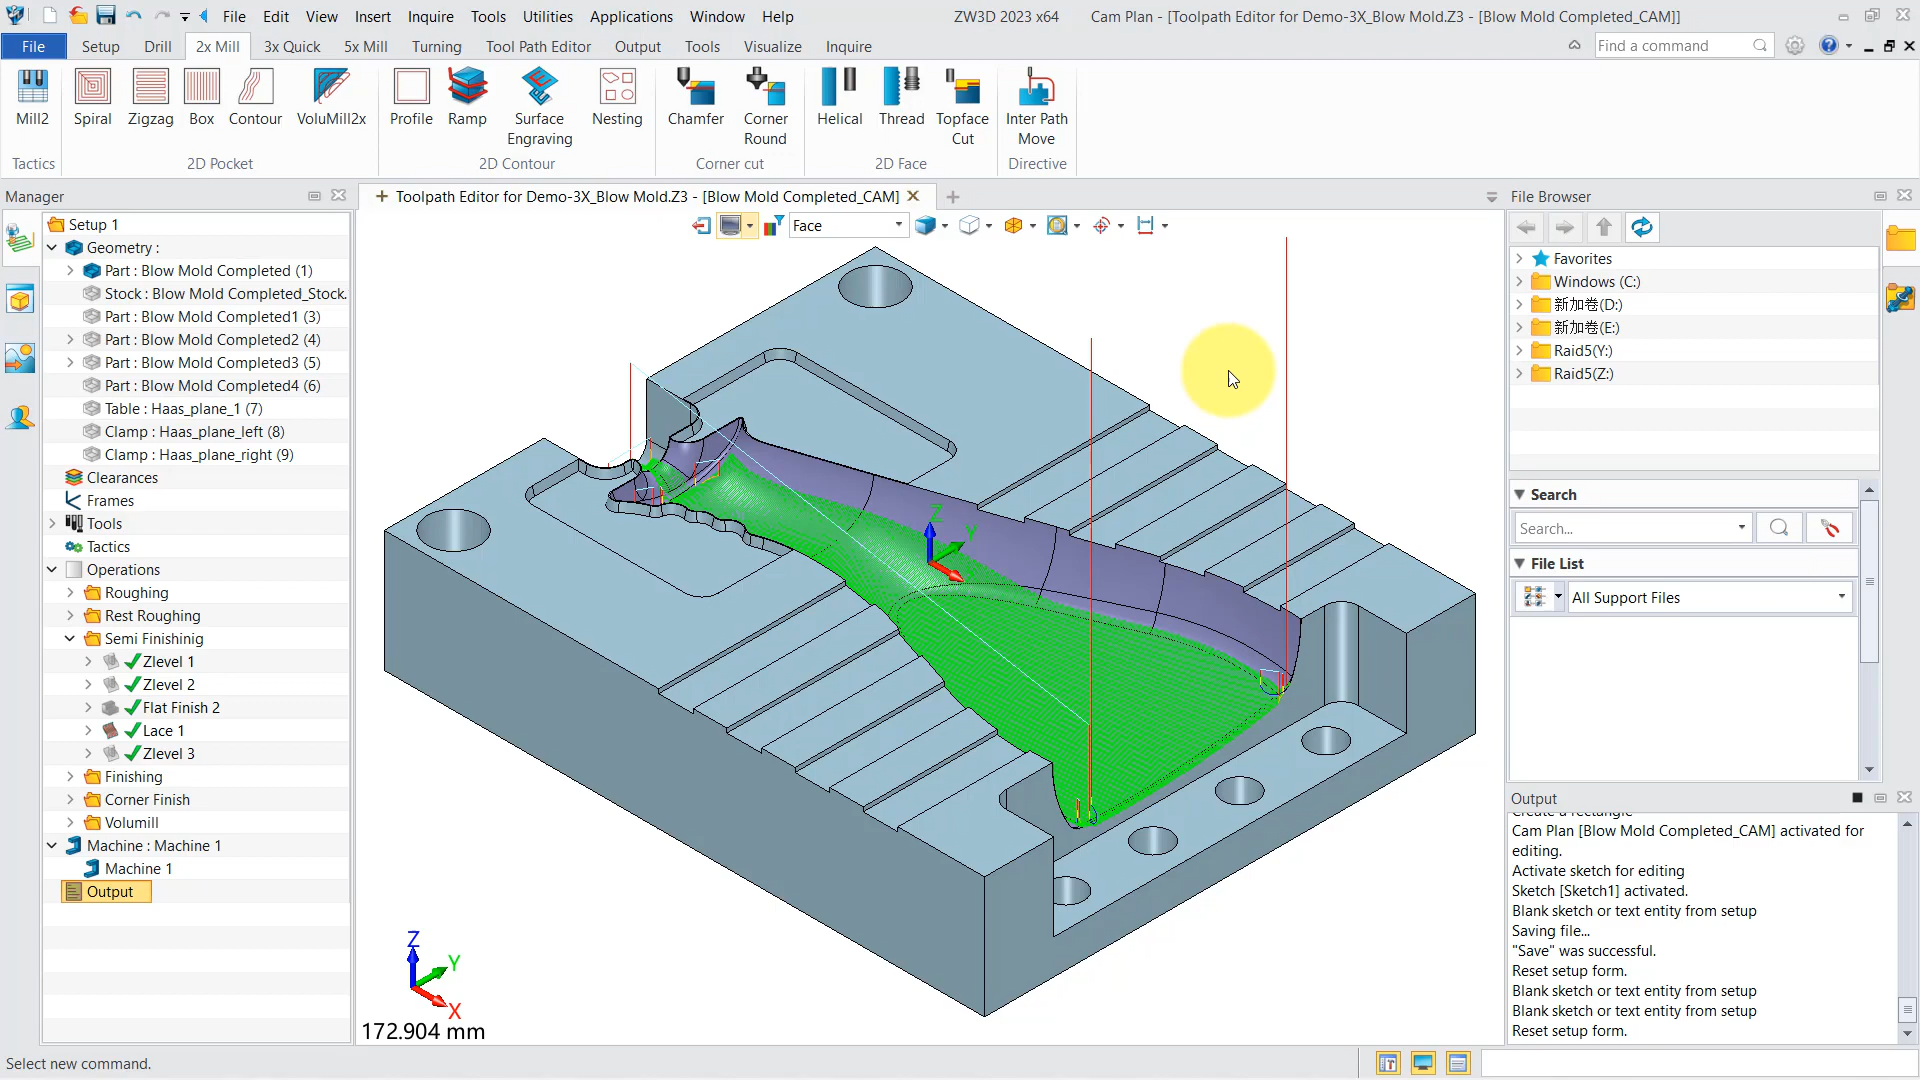 File Edit View Insert Inquire Tools Utilities Applications Window Help
ZW3D 2023 x64 Cam Plan - [Toolpath Editor for Demo-3X_Blow Mold.Z3 - [Blow Mold Completed_CAM]]
File Setup Drill 2x Mill 3x Quick 5x Mill Turning Tool Path Editor Output Tools Visualize Inquire
Find a command
Mill2 Spiral Zigzag Box Contour VoluMill2x Profile Ramp Surface Engraving Nesting Chamfer Corner Round Helical Thread Topface Cut Inter Path Move
Tactics 2D Pocket 2D Contour Corner cut 2D Face Directive
Manager
Toolpath Editor for Demo-3X_Blow Mold.Z3 - [Blow Mold Completed_CAM]
File Browser
Face
Setup 1
Geometry :
Part : Blow Mold Completed (1)
Stock : Blow Mold Completed_Stock.
Part : Blow Mold Completed1 (3)
Part : Blow Mold Completed2 (4)
Part : Blow Mold Completed3 (5)
Part : Blow Mold Completed4 (6)
Table : Haas_plane_1 (7)
Clamp : Haas_plane_left (8)
Clamp : Haas_plane_right (9)
Clearances
Frames
Tools
Tactics
Operations
Roughing
Rest Roughing
Semi Finishinig
Zlevel 1
Zlevel 2
Flat Finish 2
Lace 1
Zlevel 3
Finishing
Corner Finish
Volumill
Machine : Machine 1
Machine 1
Output
Z
Y
Z
Y
X
172.904 mm
Favorites
Windows (C:)
新加卷(D:)
新加卷(E:)
Raid5(Y:)
Raid5(Z:)
Search
Search...
File List
All Support Files
Output
Create a rectangle
Cam Plan [Blow Mold Completed_CAM] activated for
editing.
Activate sketch for editing
Sketch [Sketch1] activated.
Blank sketch or text entity from setup
Saving file...
"Save" was successful.
Reset setup form.
Blank sketch or text entity from setup
Blank sketch or text entity from setup
Reset setup form.
Select new command.